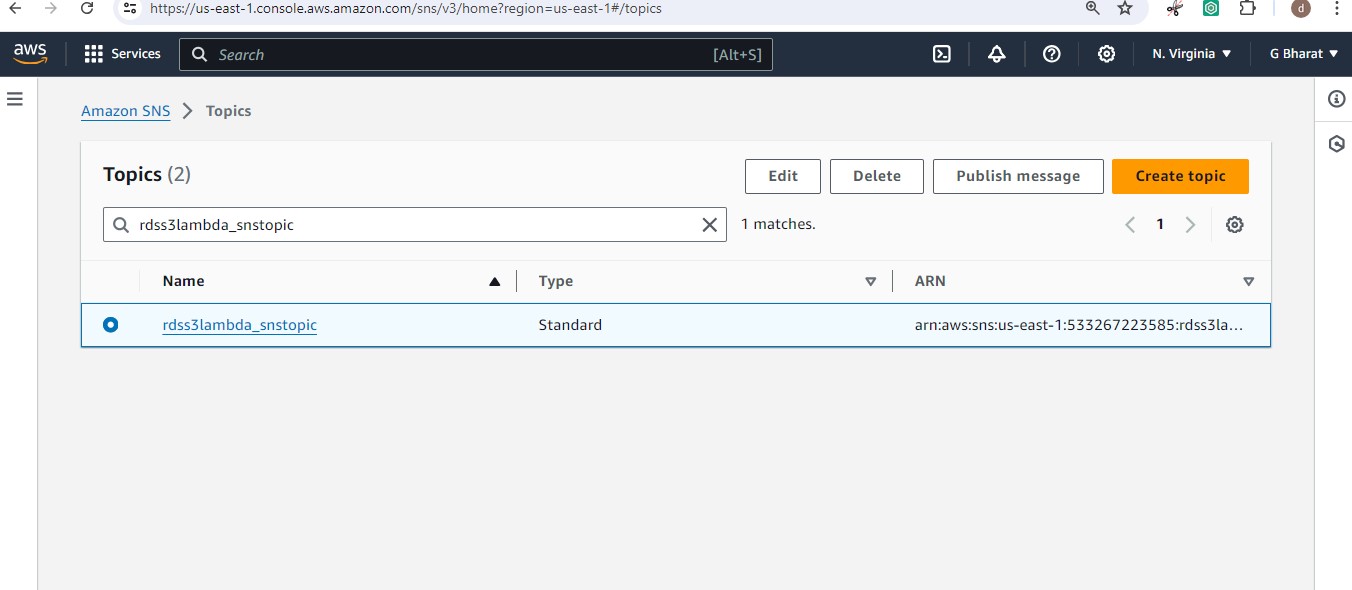 https://us-east-1.console.aws.amazon.com/sns/v3/home?region=us-east-1#/topics
d
aws Services Search [Alt+S] N. Virginia ▼ G Bharat ▼
Amazon SNS > Topics
Topics (2) Edit Delete Publish message Create topic
rdss3lambda_snstopic 1 matches. 1
Name Type ARN
rdss3lambda_snstopic Standard arn:aws:sns:us-east-1:533267223585:rdss3la...